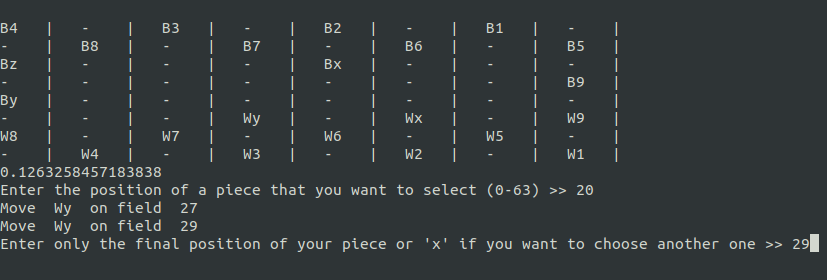 B4 | - | B3 | - | B2 | - | B1 | - |
- | B8 | - | B7 | - | B6 | - | B5 |
Bz | - | - | - | Bx | - | - | - |
- | - | - | - | - | - | - | B9 |
By | - | - | - | - | - | - | - |
- | - | - | Wy | - | Wx | - | W9 |
W8 | - | W7 | - | W6 | - | W5 | - |
- | W4 | - | W3 | - | W2 | - | W1 |
0.1263258457183838
Enter the position of a piece that you want to select (0-63) >> 20
Move Wy on field 27
Move Wy on field 29
Enter only the final position of your piece or 'x' if you want to choose another one >> 29